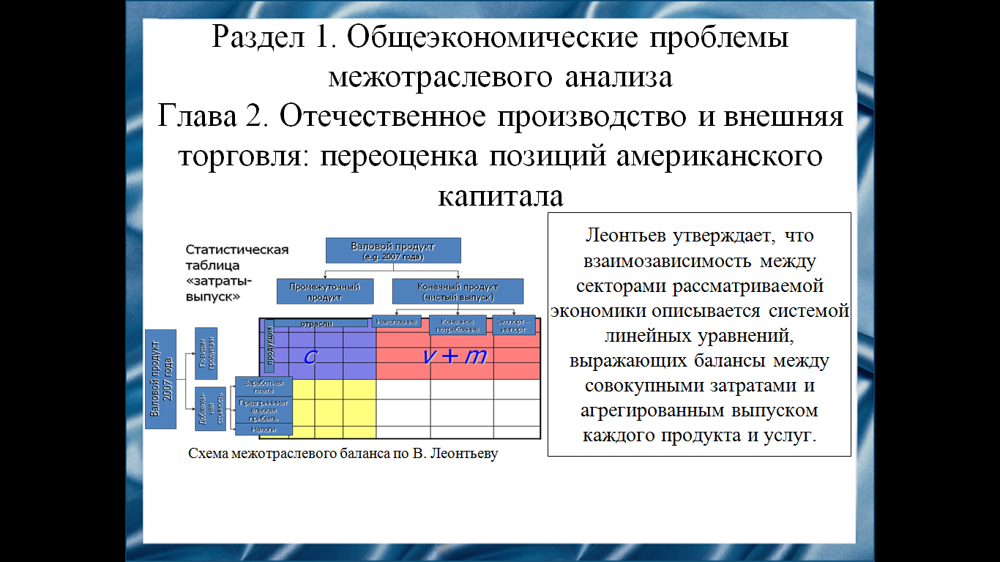 Раздел 1. Общеэкономические проблемы
межотраслевого анализа
Глава 2. Отечественное производство и внешняя
торговля: переоценка позиций американского
капитала
Статистическая
таблица
«затраты-
выпуск»
Валовой продукт
(e.g. 2007 года)
Промежуточный
продукт
Конечный продукт
(чистый выпуск)
отрасли
Накопление
Конечное
потребление
Экспорт –
импорт
продукция
c
v + m
Валовой продукт
2007 года
По видам
продукции
Добавлен-
ная
стоимость
Заработная
плата
Предпринимат
ельская
прибыль
Налоги
Схема межотраслевого баланса по В. Леонтьеву
Леонтьев утверждает, что
взаимозависимость между
секторами рассматриваемой
экономики описывается системой
линейных уравнений,
выражающих балансы между
совокупными затратами и
агрегированным выпуском
каждого продукта и услуг.